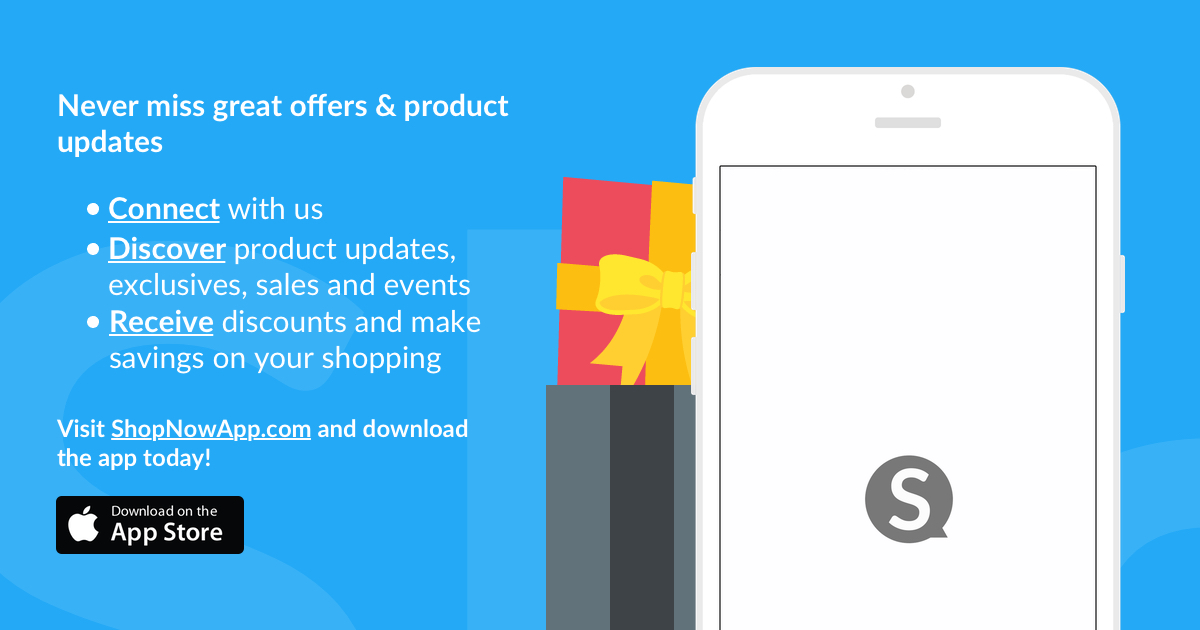 Never miss great offers & product
updates
• Connect with us
• Discover product updates,
exclusives, sales and events
• Receive discounts and make
savings on your shopping
Visit ShopNowApp.com and download
the app today!
Download on the
App Store
S